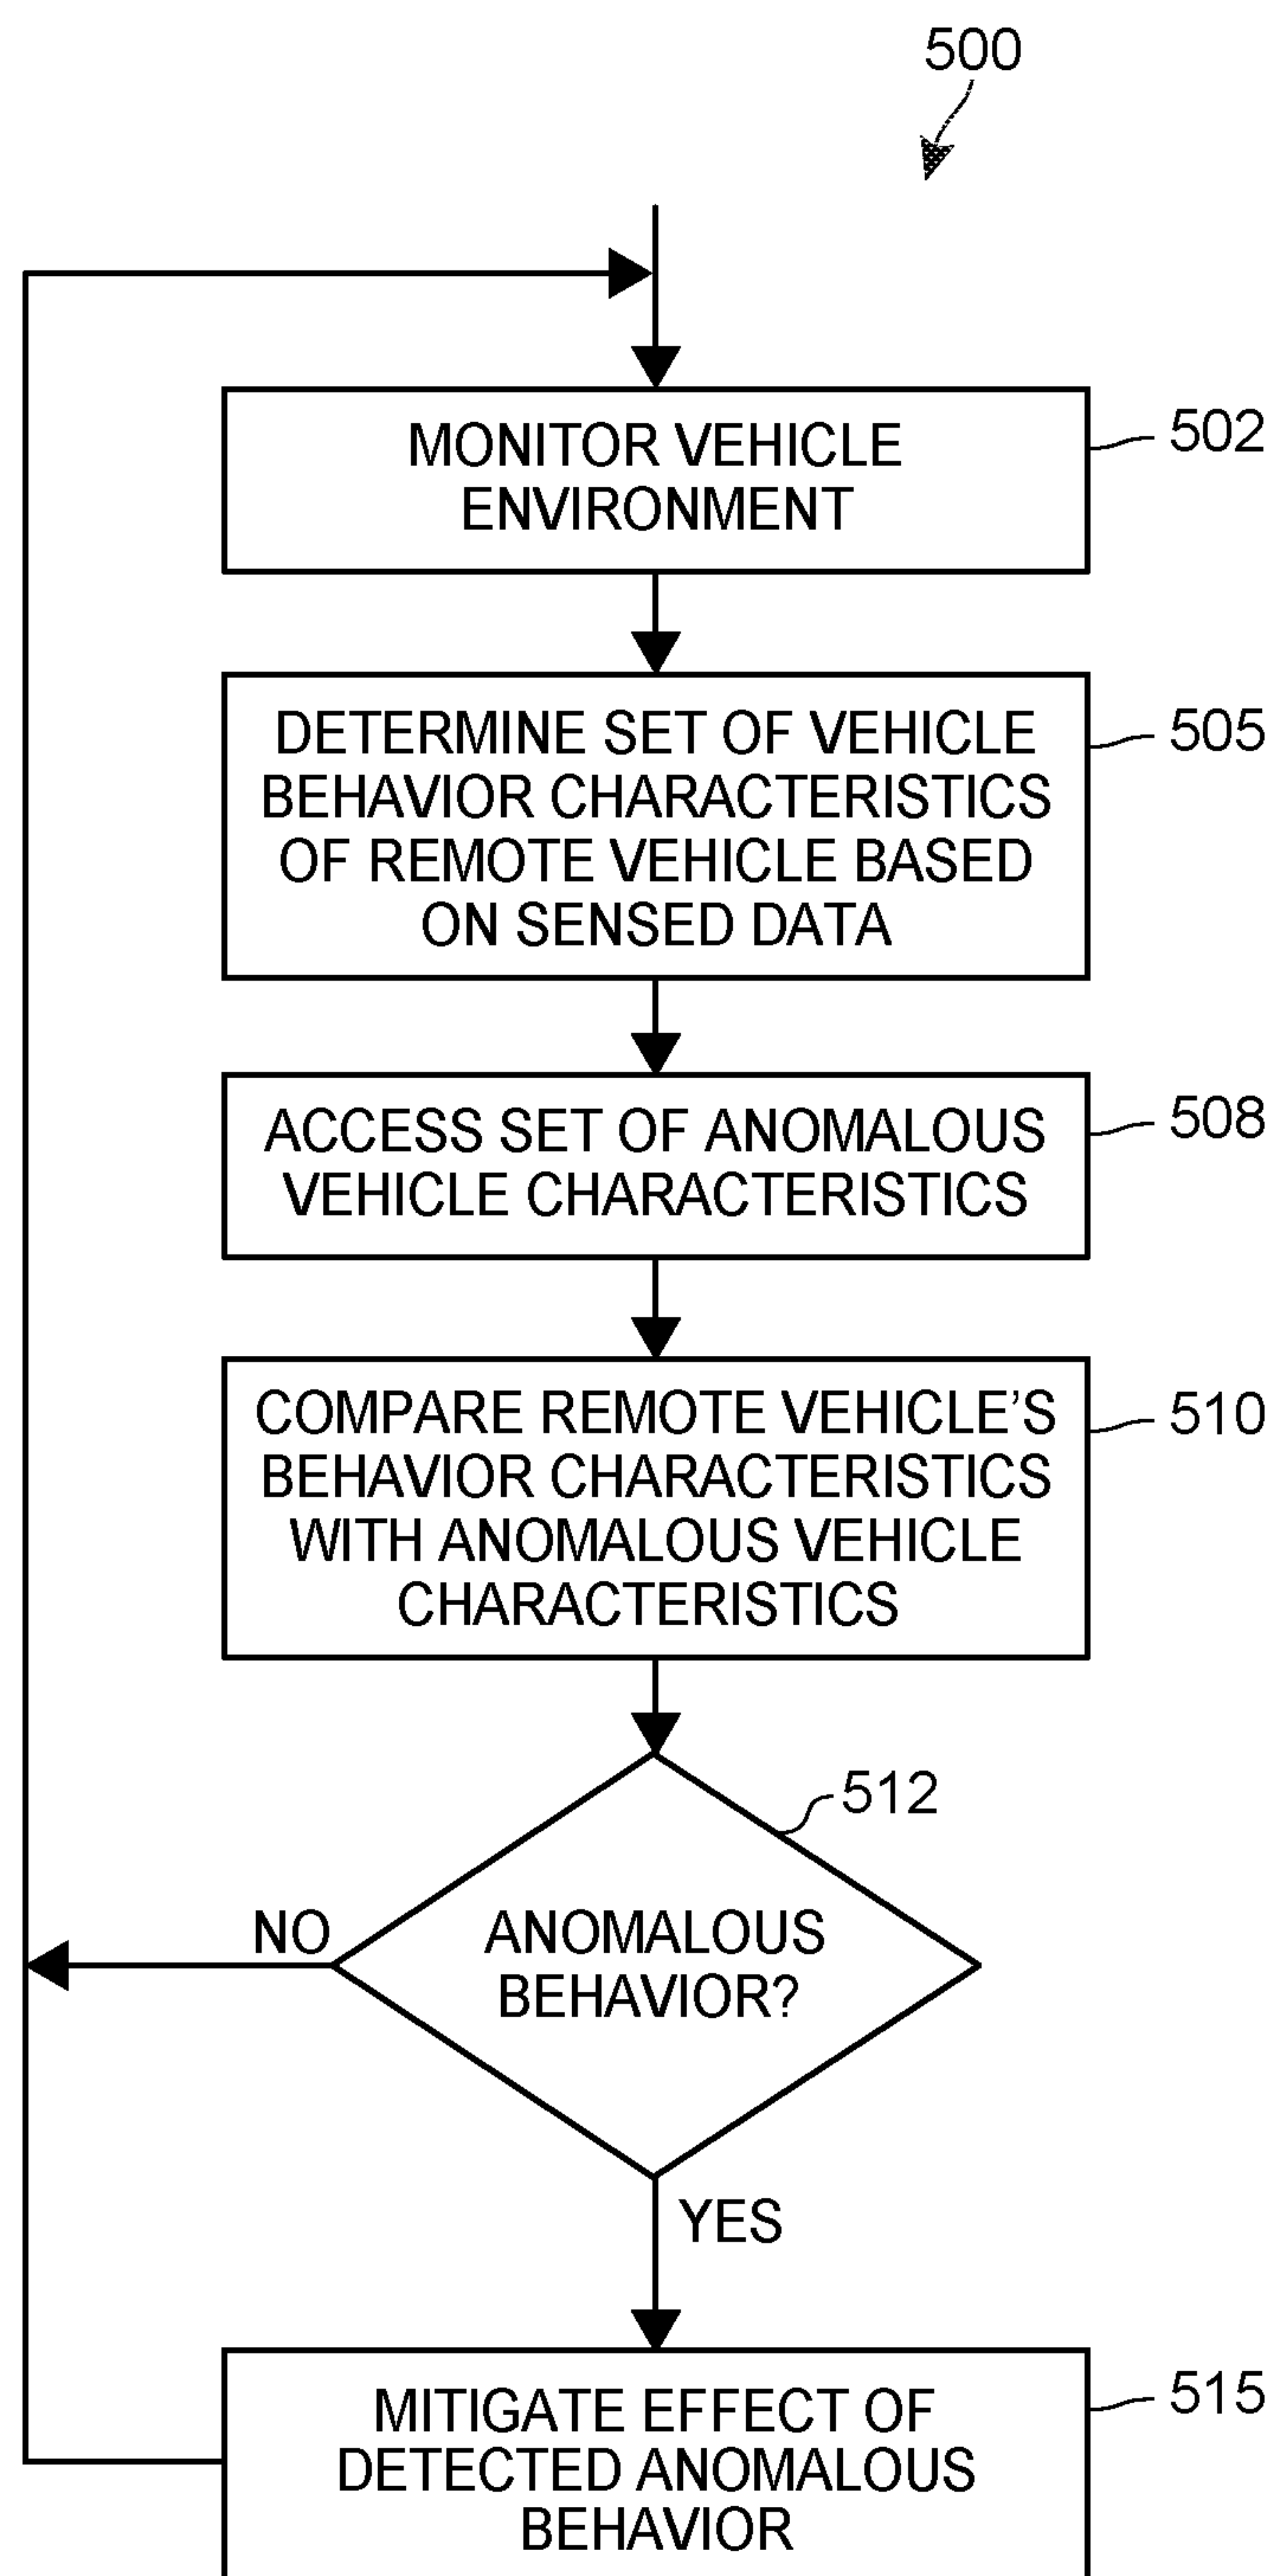 500
MONITOR VEHICLE
ENVIRONMENT
502
DETERMINE SET OF VEHICLE
BEHAVIOR CHARACTERISTICS
OF REMOTE VEHICLE BASED
ON SENSED DATA
505
ACCESS SET OF ANOMALOUS
VEHICLE CHARACTERISTICS
508
COMPARE REMOTE VEHICLE'S
BEHAVIOR CHARACTERISTICS
WITH ANOMALOUS VEHICLE
CHARACTERISTICS
510
512
ANOMALOUS
BEHAVIOR?
NO
YES
MITIGATE EFFECT OF
DETECTED ANOMALOUS
BEHAVIOR
515